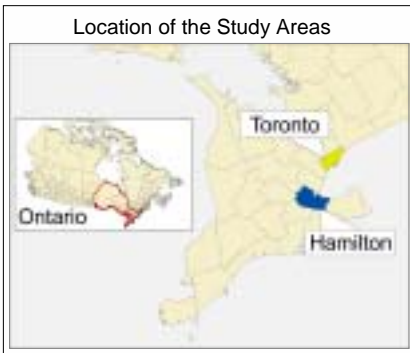 Location of the Study Areas
Toronto
Ontario
Hamilton